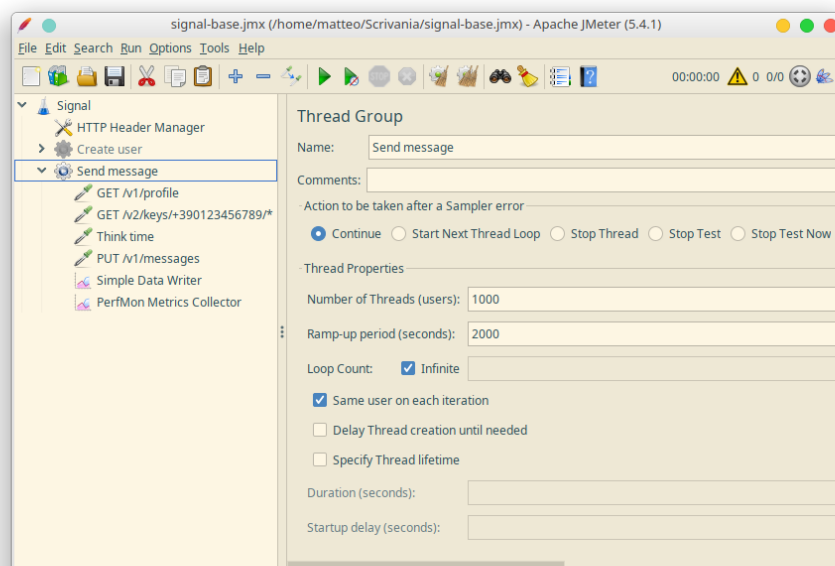 signal-base.jmx (/home/matteo/Scrivania/signal-base.jmx) - Apache JMeter (5.4.1)
File Edit Search Run Options Tools Help
00:00:00 0 0/0
Signal
HTTP Header Manager
Create user
Send message
GET /v1/profile
GET /v2/keys/+390123456789/*
Think time
PUT /v1/messages
Simple Data Writer
PerfMon Metrics Collector
Thread Group
Name: Send message
Comments:
Action to be taken after a Sampler error
Continue Start Next Thread Loop Stop Thread Stop Test Stop Test Now
Thread Properties
Number of Threads (users): 1000
Ramp-up period (seconds): 2000
Loop Count: Infinite
Same user on each iteration
Delay Thread creation until needed
Specify Thread lifetime
Duration (seconds):
Startup delay (seconds):